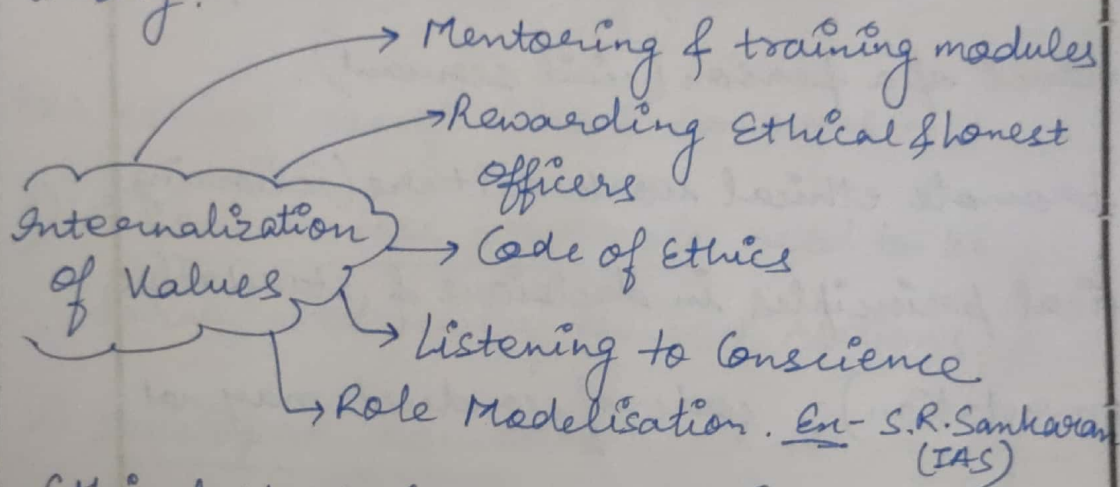 Mentoring & training modules
Rewarding Ethical & honest
officers
Internalization
of Values
Code of Ethics
Listening to Conscience
Role Modelisation. Ex- S.R. Sankaran
(IAS)